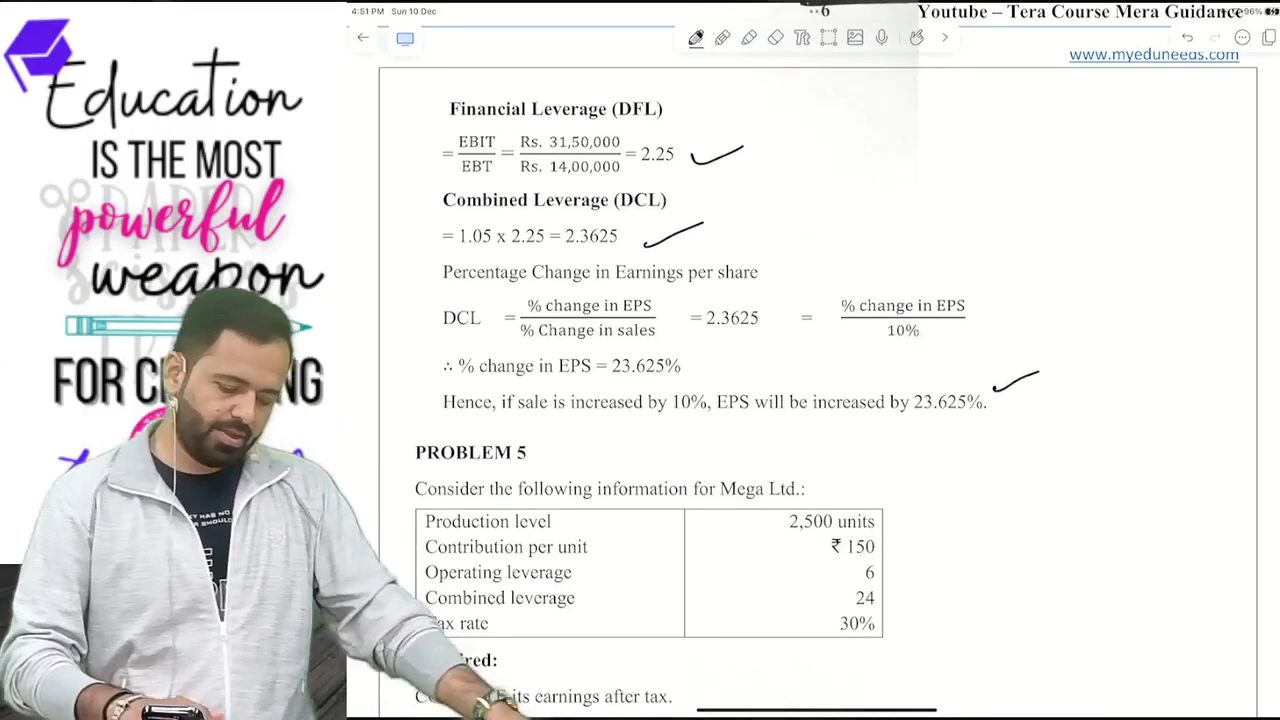 4:51 PM Sun 10 Dec
96%
6
Youtube – Tera Course Mera Guidance
www.myeduneeds.com
Education
IS THE MOST
powerful
weapon
Financial Leverage (DFL)
= EBIT / EBT = Rs. 31,50,000 / Rs. 14,00,000 = 2.25
Combined Leverage (DCL)
= 1.05 x 2.25 = 2.3625
Percentage Change in Earnings per share
DCL = % change in EPS / % Change in sales = 2.3625 = % change in EPS / 10%
∴ % change in EPS = 23.625%
Hence, if sale is increased by 10%, EPS will be increased by 23.625%.
PROBLEM 5
Consider the following information for Mega Ltd.:
Production level 2,500 units
Contribution per unit ₹ 150
Operating leverage 6
Combined leverage 24
Tax rate 30%
its earnings after tax.